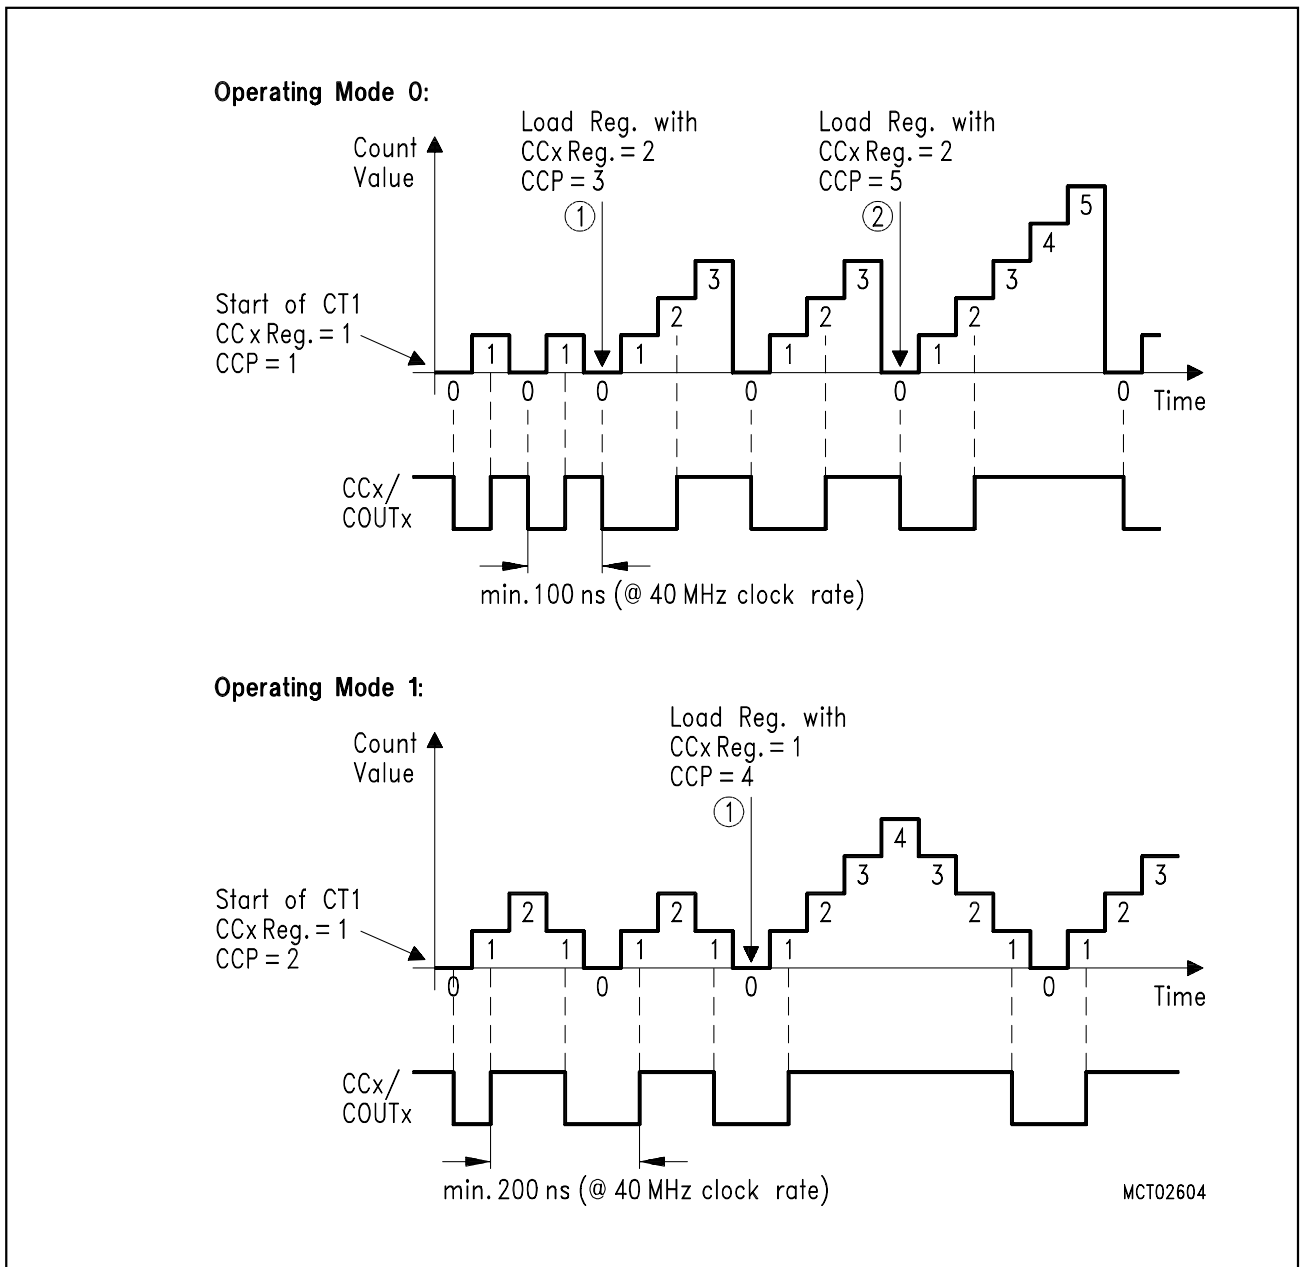 Operating Mode 0:
Load Reg. with
CCx Reg. = 2
CCP = 3
1
Load Reg. with
CCx Reg. = 2
CCP = 5
2
Count
Value
Start of CT1
CCx Reg. = 1
CCP = 1
0 1 0 1 0 1 2 3 0 1 2 3 0 1 2 3 4 5 0
Time
CCx/
COUTx
min. 100 ns (@ 40 MHz clock rate)
Operating Mode 1:
Load Reg. with
CCx Reg. = 1
CCP = 4
1
Count
Value
Start of CT1
CCx Reg. = 1
CCP = 2
0 1 2 1 0 1 2 1 0 1 2 3 4 3 2 1 0 1 2 3
Time
CCx/
COUTx
min. 200 ns (@ 40 MHz clock rate)
MCT02604